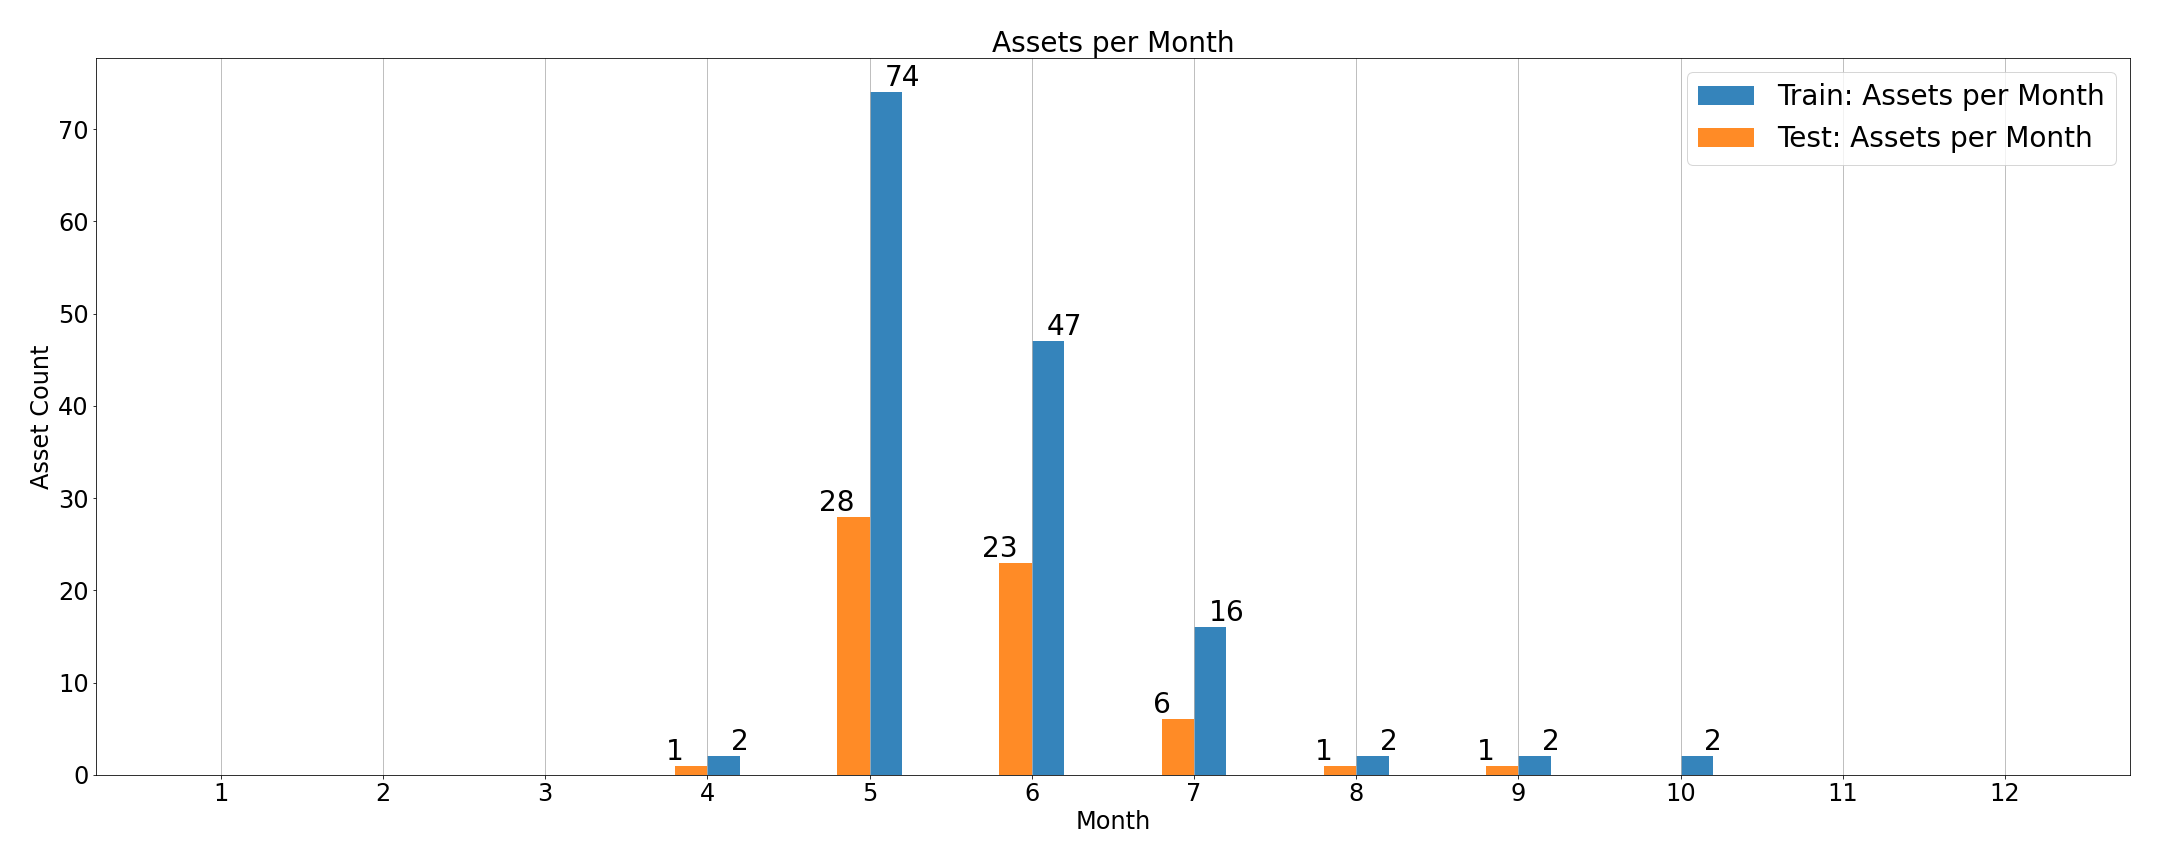 Assets per Month
Train: Assets per Month
Test: Assets per Month
Asset Count
70
60
50
40
30
20
10
0
1 2
28 74
23 47
6 16
1 2
1 2
2
1 2 3 4 5 6 7 8 9 10 11 12
Month